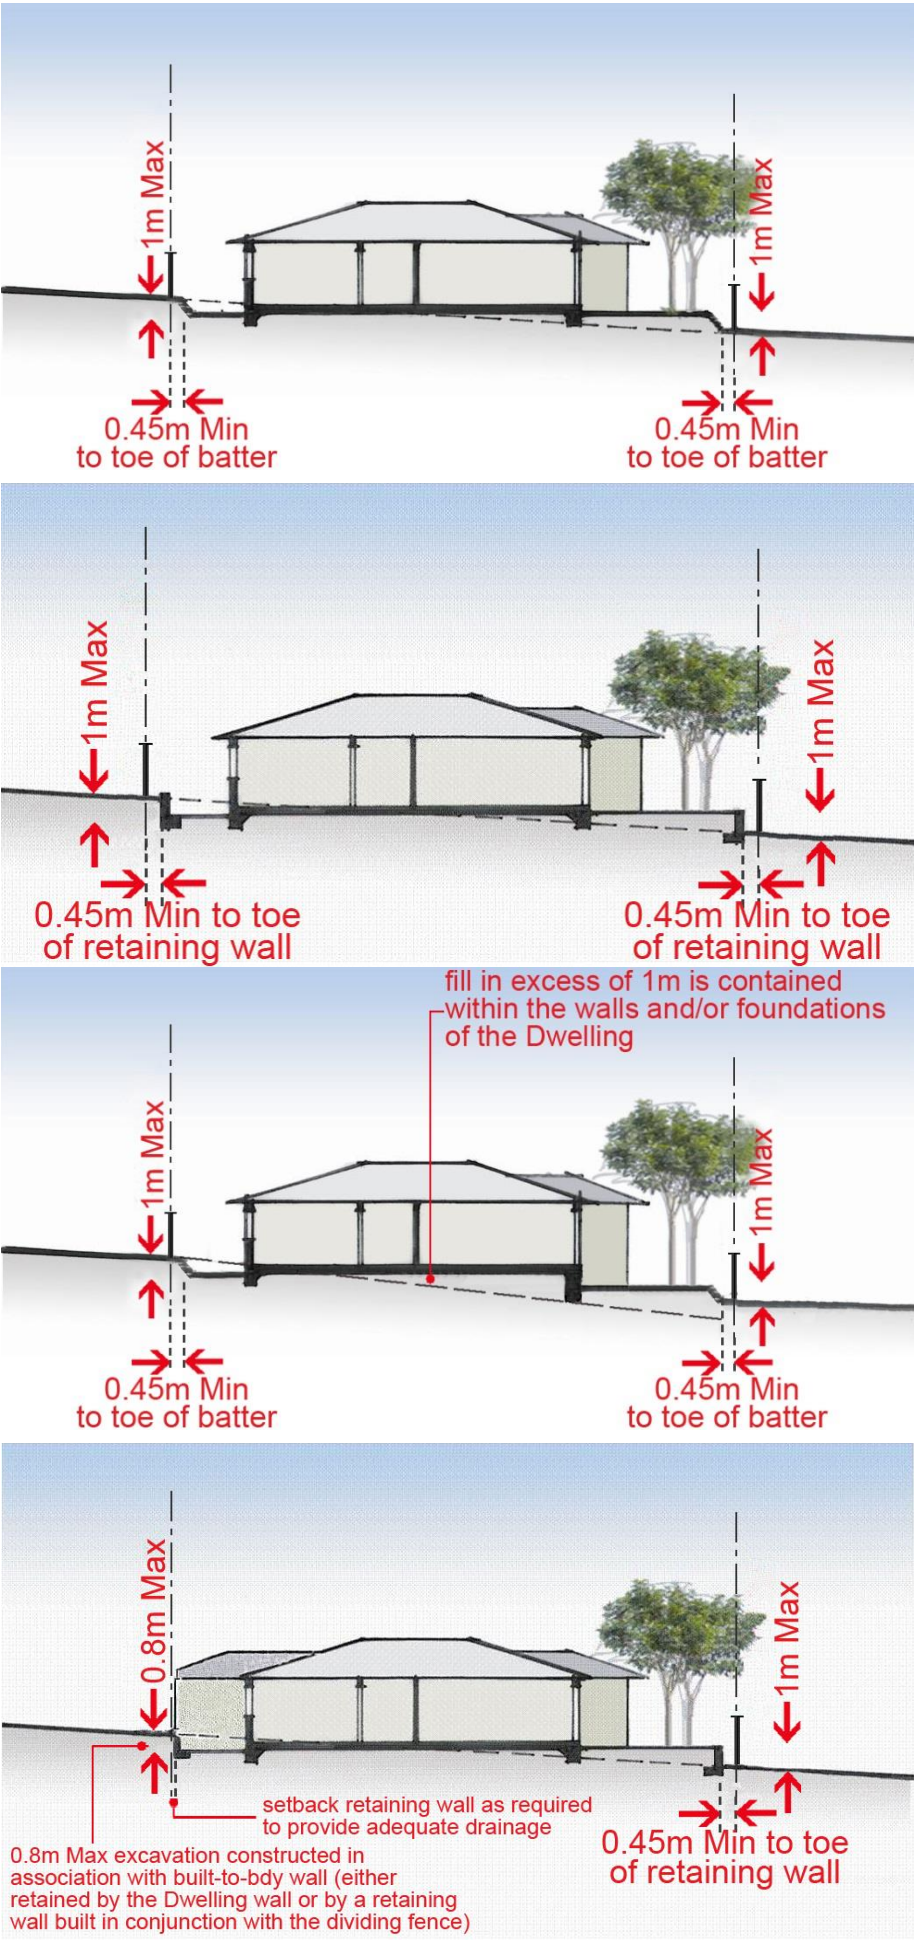 1m Max
1m Max
0.45m Min
to toe of batter
0.45m Min
to toe of batter
1m Max
1m Max
0.45m Min to toe
of retaining wall
0.45m Min to toe
of retaining wall
fill in excess of 1m is contained
within the walls and/or foundations
of the Dwelling
1m Max
1m Max
0.45m Min
to toe of batter
0.45m Min
to toe of batter
0.8m Max
1m Max
setback retaining wall as required
to provide adequate drainage
0.45m Min to toe
of retaining wall
0.8m Max excavation constructed in
association with built-to-bdy wall (either
retained by the Dwelling wall or by a retaining
wall built in conjunction with the dividing fence)